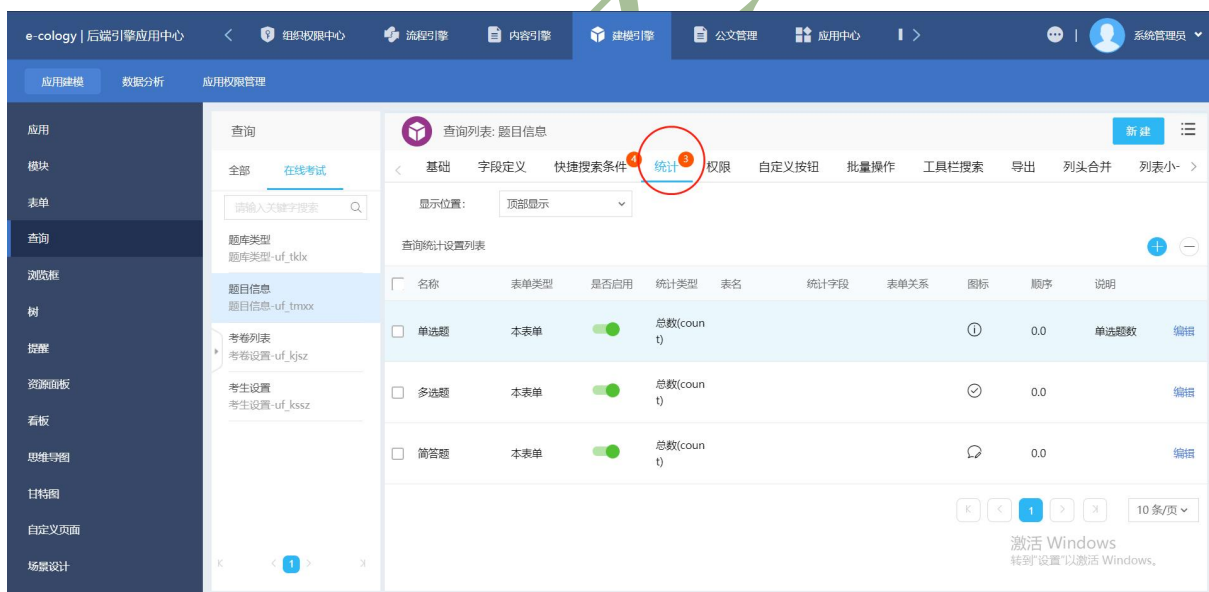 e-cology | 后端引擎应用中心 < 组织权限中心 流程引擎 内容引擎 建模引擎 公文管理 应用中心 > 系统管理员
应用建模 数据分析 应用权限管理
应用
模块
表单
查询
浏览框
树
提醒
资源面板
看板
思维导图
甘特图
自定义页面
场景设计
查询
全部 在线考试
请输入关键字搜索
题库类型
题库类型-uf_tklx
题目信息
题目信息-uf_tmxx
考卷列表
考卷设置-uf_kjsz
考生设置
考生设置-uf_kssz
1
查询列表: 题目信息 新建
基础 字段定义 快捷搜索条件 4 统计 3 权限 自定义按钮 批量操作 工具栏搜索 导出 列头合并 列表小-
显示位置: 顶部显示
查询统计设置列表
名称 表单类型 是否启用 统计类型 表名 统计字段 表单关系 图标 顺序 说明
单选题 本表单 总数(coun 0.0 单选题数 编辑
t)
多选题 本表单 总数(coun 0.0 编辑
t)
简答题 本表单 总数(coun 0.0 编辑
t)
1 10 条/页
激活 Windows
转到"设置"以激活 Windows。